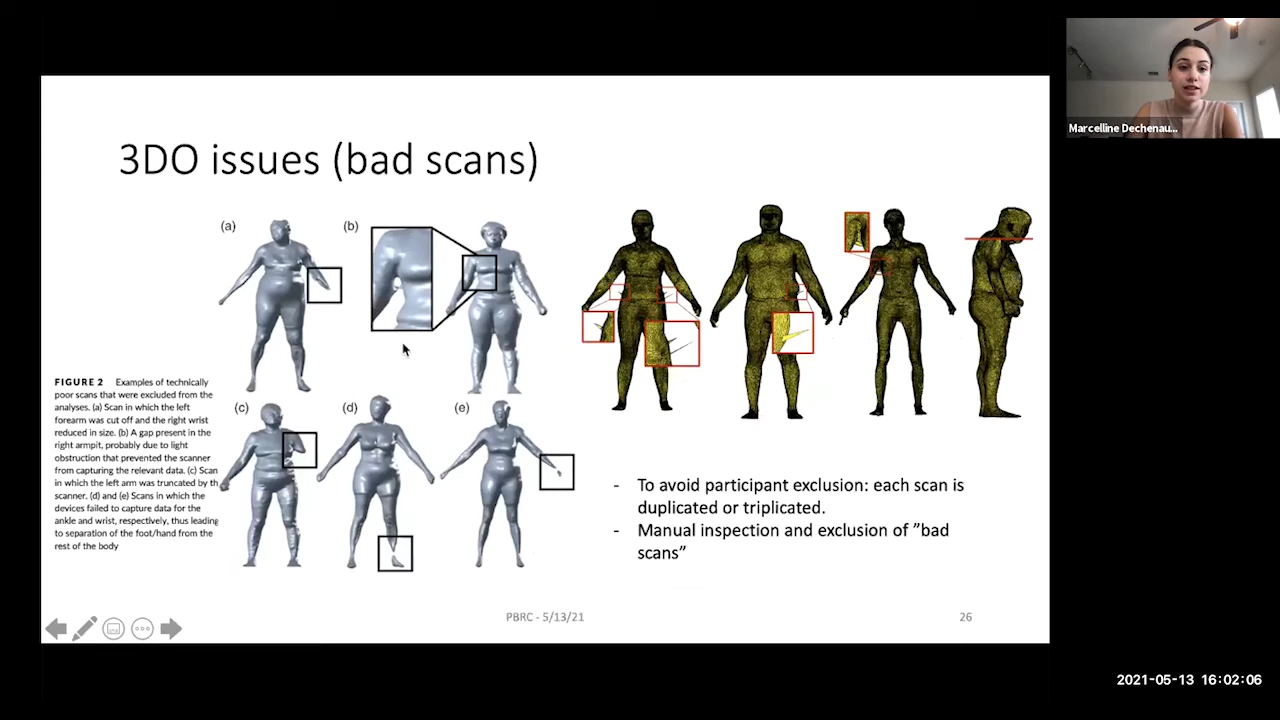 3DO issues (bad scans)
(a)
(b)
FIGURE 2 Examples of technically
poor scans that were excluded from the
analyses. (a) Scan in which the left
forearm was cut off and the right wrist
reduced in size. (b) A gap present in the
right armpit, probably due to light
obstruction that prevented the scanner
from capturing the relevant data. (c) Scan
in which the left arm was truncated by th
scanner. (d) and (e) Scans in which the
devices failed to capture data for the
ankle and wrist, respectively, thus leading
to separation of the foot/hand from the
rest of the body
(c)
(d)
(e)
- To avoid participant exclusion: each scan is
duplicated or triplicated.
- Manual inspection and exclusion of ”bad
scans”
PBRC - 5/13/21
26
Marcelline Dechenau...
2021-05-13 16:02:06